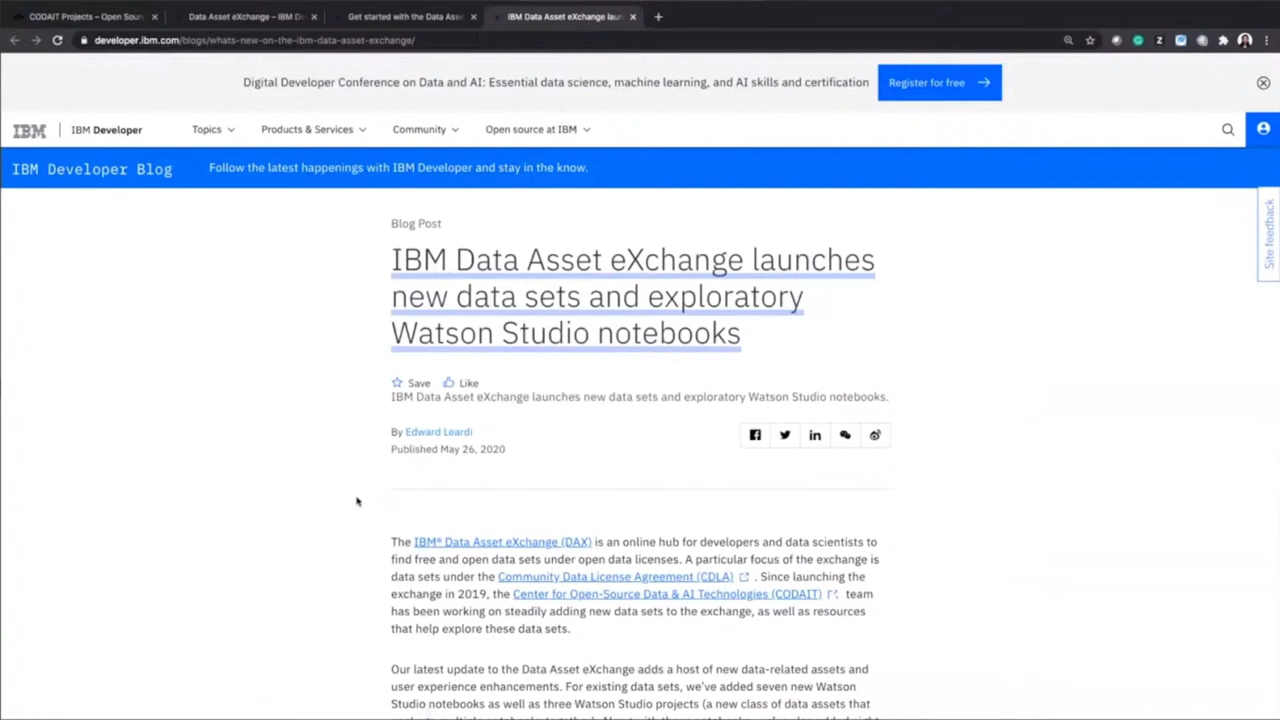 CODAIT Projects – Open Sour
Data Asset eXchange – IBM De
Get started with the Data Asse
IBM Data Asset eXchange lau
developer.ibm.com/blogs/whats-new-on-the-ibm-data-asset-exchange/
Digital Developer Conference on Data and AI: Essential data science, machine learning, and AI skills and certification
Register for free
IBM
IBM Developer
Topics
Products & Services
Community
Open source at IBM
IBM Developer Blog
Follow the latest happenings with IBM Developer and stay in the know.
Site feedback
Blog Post
IBM Data Asset eXchange launches
new data sets and exploratory
Watson Studio notebooks
Save
Like
IBM Data Asset eXchange launches new data sets and exploratory Watson Studio notebooks.
By Edward Leardi
Published May 26, 2020
The IBM® Data Asset eXchange (DAX) is an online hub for developers and data scientists to
find free and open data sets under open data licenses. A particular focus of the exchange is
data sets under the Community Data License Agreement (CDLA) . Since launching the
exchange in 2019, the Center for Open-Source Data & AI Technologies (CODAIT) team
has been working on steadily adding new data sets to the exchange, as well as resources
that help explore these data sets.
Our latest update to the Data Asset eXchange adds a host of new data-related assets and
user experience enhancements. For existing data sets, we've added seven new Watson
Studio notebooks as well as three Watson Studio projects (a new class of data assets that